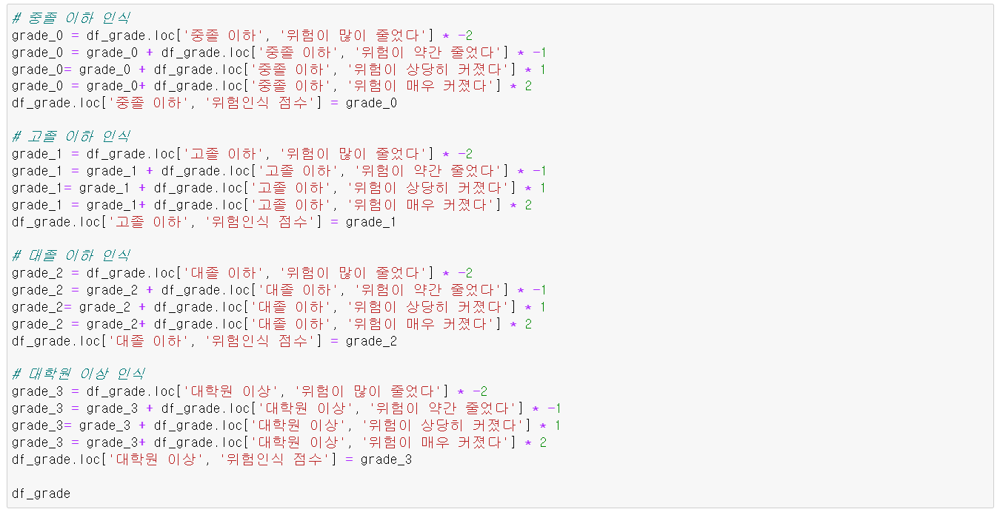 # 중졸 이하 인식
grade_0 = df_grade.loc['중졸 이하', '위험이 많이 줄었다'] * -2
grade_0 = grade_0 + df_grade.loc['중졸 이하', '위험이 약간 줄었다'] * -1
grade_0= grade_0 + df_grade.loc['중졸 이하', '위험이 상당히 커졌다'] * 1
grade_0 = grade_0+ df_grade.loc['중졸 이하', '위험이 매우 커졌다'] * 2
df_grade.loc['중졸 이하', '위험인식 점수'] = grade_0

# 고졸 이하 인식
grade_1 = df_grade.loc['고졸 이하', '위험이 많이 줄었다'] * -2
grade_1 = grade_1 + df_grade.loc['고졸 이하', '위험이 약간 줄었다'] * -1
grade_1= grade_1 + df_grade.loc['고졸 이하', '위험이 상당히 커졌다'] * 1
grade_1 = grade_1+ df_grade.loc['고졸 이하', '위험이 매우 커졌다'] * 2
df_grade.loc['고졸 이하', '위험인식 점수'] = grade_1

# 대졸 이하 인식
grade_2 = df_grade.loc['대졸 이하', '위험이 많이 줄었다'] * -2
grade_2 = grade_2 + df_grade.loc['대졸 이하', '위험이 약간 줄었다'] * -1
grade_2= grade_2 + df_grade.loc['대졸 이하', '위험이 상당히 커졌다'] * 1
grade_2 = grade_2+ df_grade.loc['대졸 이하', '위험이 매우 커졌다'] * 2
df_grade.loc['대졸 이하', '위험인식 점수'] = grade_2

# 대학원 이상 인식
grade_3 = df_grade.loc['대학원 이상', '위험이 많이 줄었다'] * -2
grade_3 = grade_3 + df_grade.loc['대학원 이상', '위험이 약간 줄었다'] * -1
grade_3= grade_3 + df_grade.loc['대학원 이상', '위험이 상당히 커졌다'] * 1
grade_3 = grade_3+ df_grade.loc['대학원 이상', '위험이 매우 커졌다'] * 2
df_grade.loc['대학원 이상', '위험인식 점수'] = grade_3

df_grade